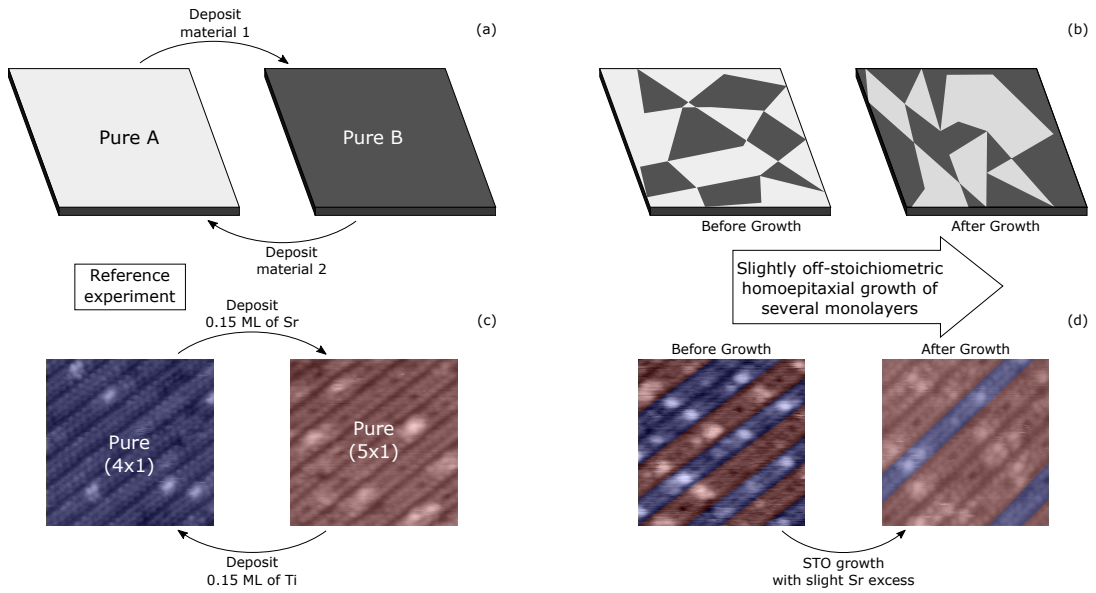 Deposit
material 1
(a)
Pure A
Pure B
Deposit
material 2
(b)
Before Growth
After Growth
Reference
experiment
Slightly off-stoichiometric
homoepitaxial growth of
several monolayers
Deposit
0.15 ML of Sr
(c)
Pure
(4x1)
Pure
(5x1)
Deposit
0.15 ML of Ti
(d)
Before Growth
After Growth
STO growth
with slight Sr excess